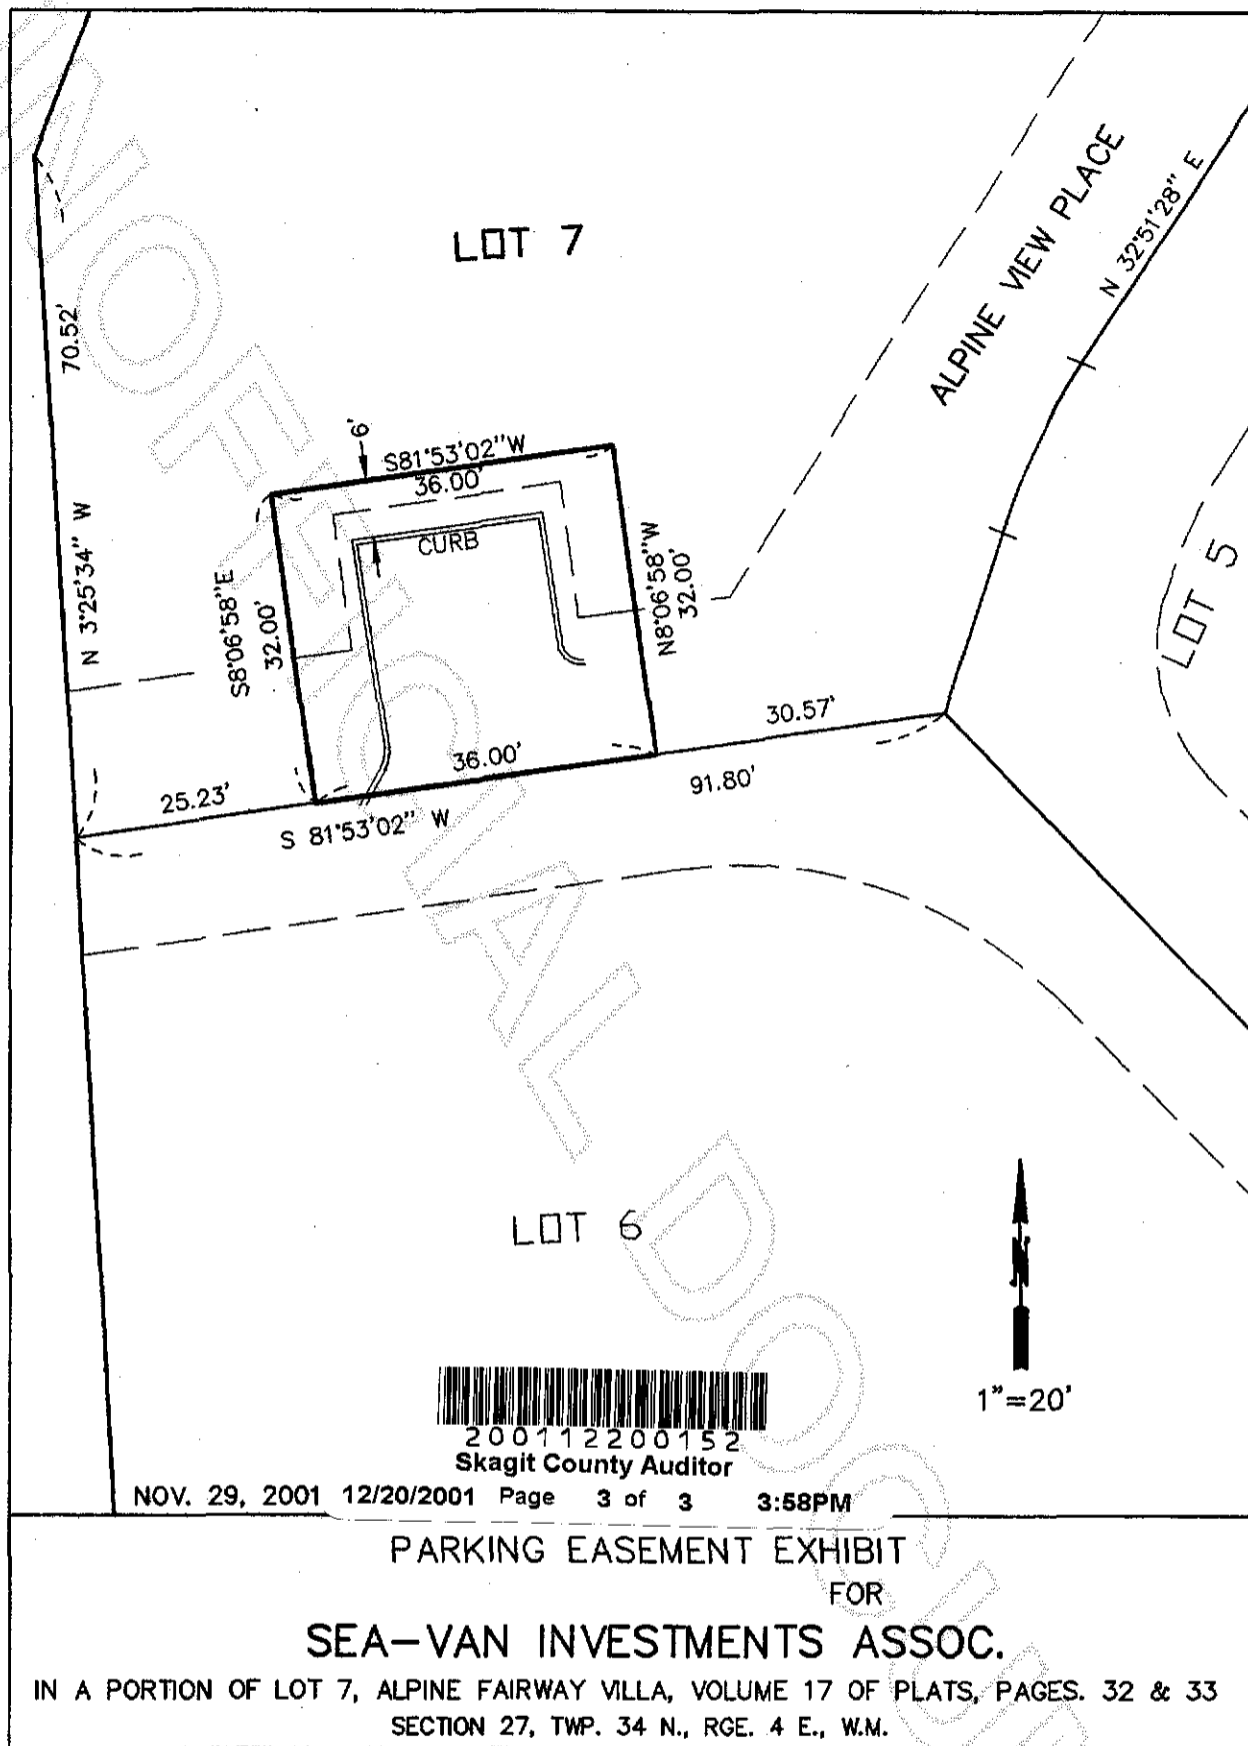 LOT 7
ALPINE VIEW PLACE
N 32°51'28" E
70.52'
N 3°25'34" W
6'
S81°53'02"W
36.00'
CURB
S8°06'58"E
32.00'
N8°06'58"W
32.00'
LOT 5
30.57'
36.00'
91.80'
25.23'
S 81°53'02" W
LOT 6
N
1"=20'
200112200152
Skagit County Auditor
NOV. 29, 2001 12/20/2001 Page 3 of 3 3:58PM
PARKING EASEMENT EXHIBIT
FOR
SEA-VAN INVESTMENTS ASSOC.
IN A PORTION OF LOT 7, ALPINE FAIRWAY VILLA, VOLUME 17 OF PLATS, PAGES. 32 & 33
SECTION 27, TWP. 34 N., RGE. 4 E., W.M.